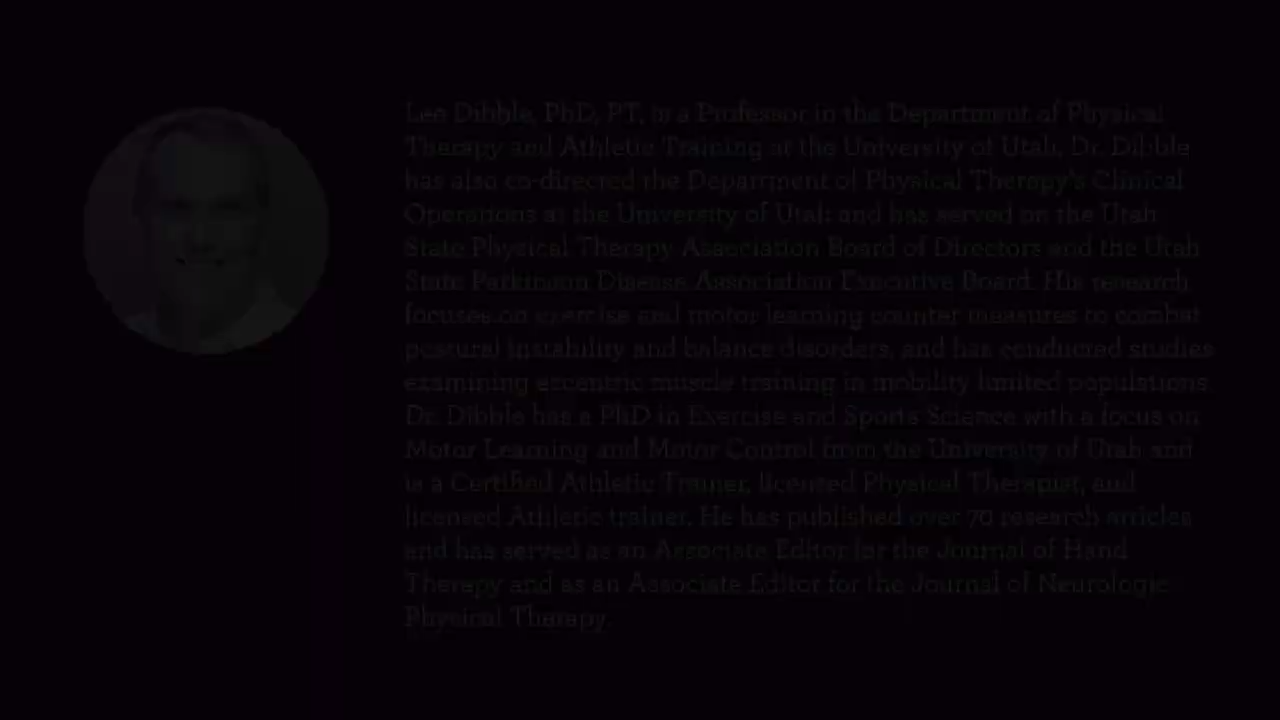 Lee Dibble, PhD, PT, is a Professor in the Department of Physical
Therapy and Athletic Training at the University of Utah. Dr. Dibble
has also co-directed the Department of Physical Therapy's Clinical
Operations at the University of Utah and has served on the Utah
State Physical Therapy Association Board of Directors and the Utah
State Parkinson Disease Association Executive Board. His research
focuses on exercise and motor learning counter measures to combat
postural instability and balance disorders, and has conducted studies
examining eccentric muscle training in mobility limited populations.
Dr. Dibble has a PhD in Exercise and Sports Science with a focus on
Motor Learning and Motor Control from the University of Utah and
is a Certified Athletic Trainer, licensed Physical Therapist, and
licensed Athletic trainer. He has published over 70 research articles
and has served as an Associate Editor for the Journal of Hand
Therapy and as an Associate Editor for the Journal of Neurologic
Physical Therapy.